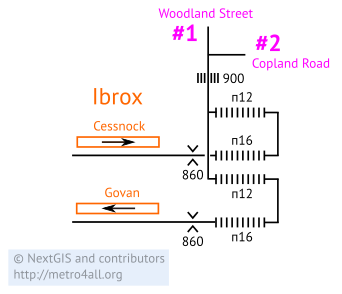 Woodland Street
#1
#2
Copland Road
900
Ibrox
п12
Cessnock
п16
860
п12
Govan
860
п16
© NextGIS and contributors
http://metro4all.org